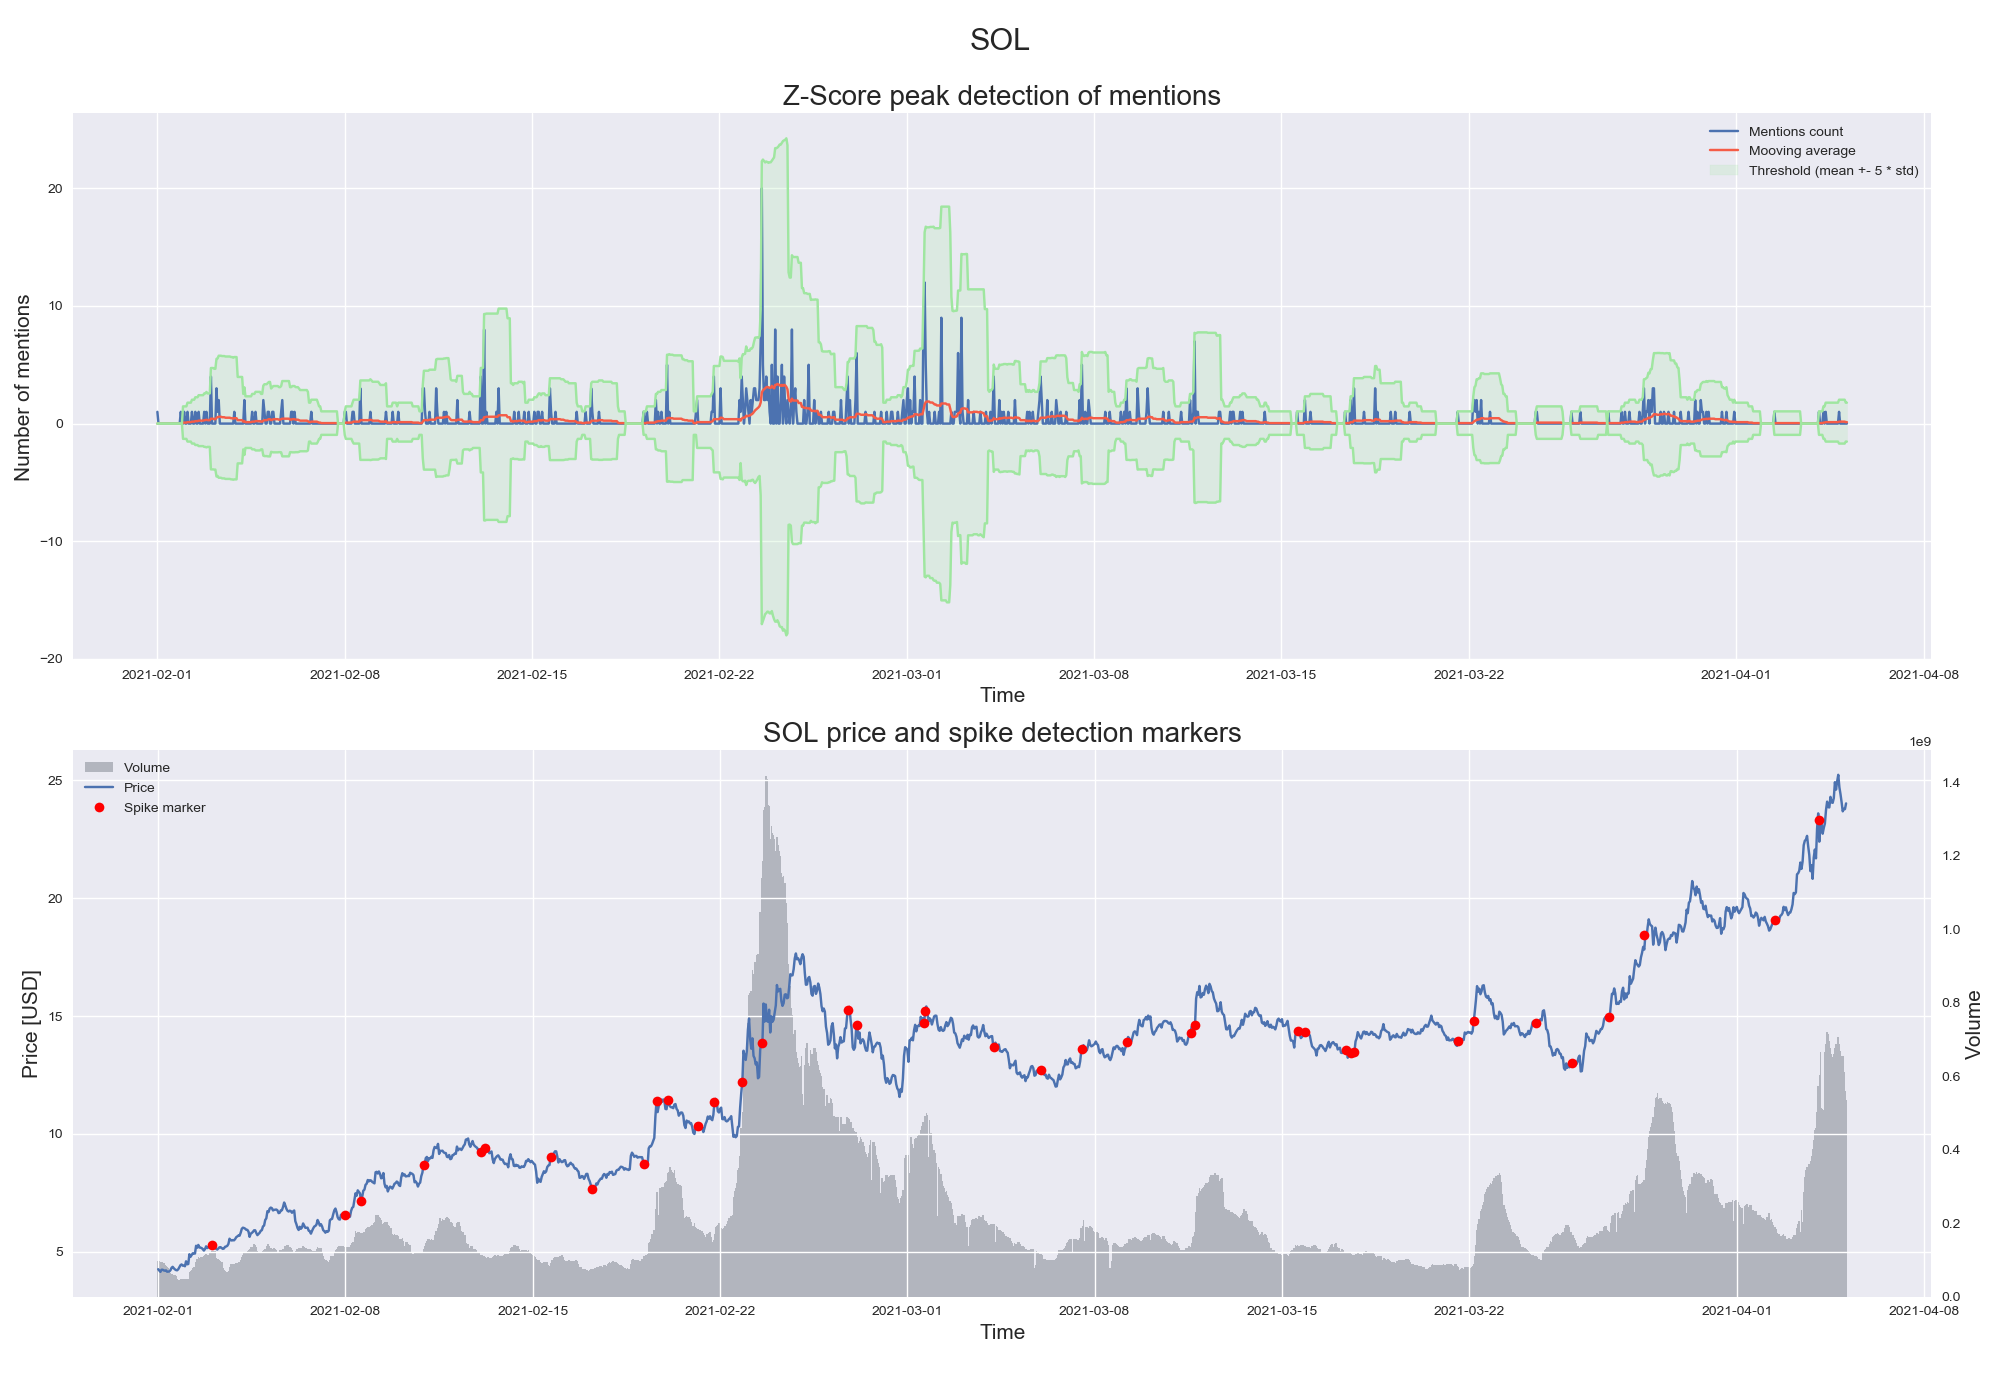 SOL
Z-Score peak detection of mentions
Mentions count
Mooving average
Threshold (mean +- 5 * std)
Number of mentions
20
10
0
−10
−20
2021-02-01 2021-02-08 2021-02-15 2021-02-22 2021-03-01 2021-03-08 2021-03-15 2021-03-22 2021-04-01 2021-04-08
Time
SOL price and spike detection markers
1e9
Volume
Price
Spike marker
Price [USD]
25
20
15
10
5
1.4
1.2
1.0
0.8
0.6
0.4
0.2
0.0
Volume
2021-02-01 2021-02-08 2021-02-15 2021-02-22 2021-03-01 2021-03-08 2021-03-15 2021-03-22 2021-04-01 2021-04-08
Time